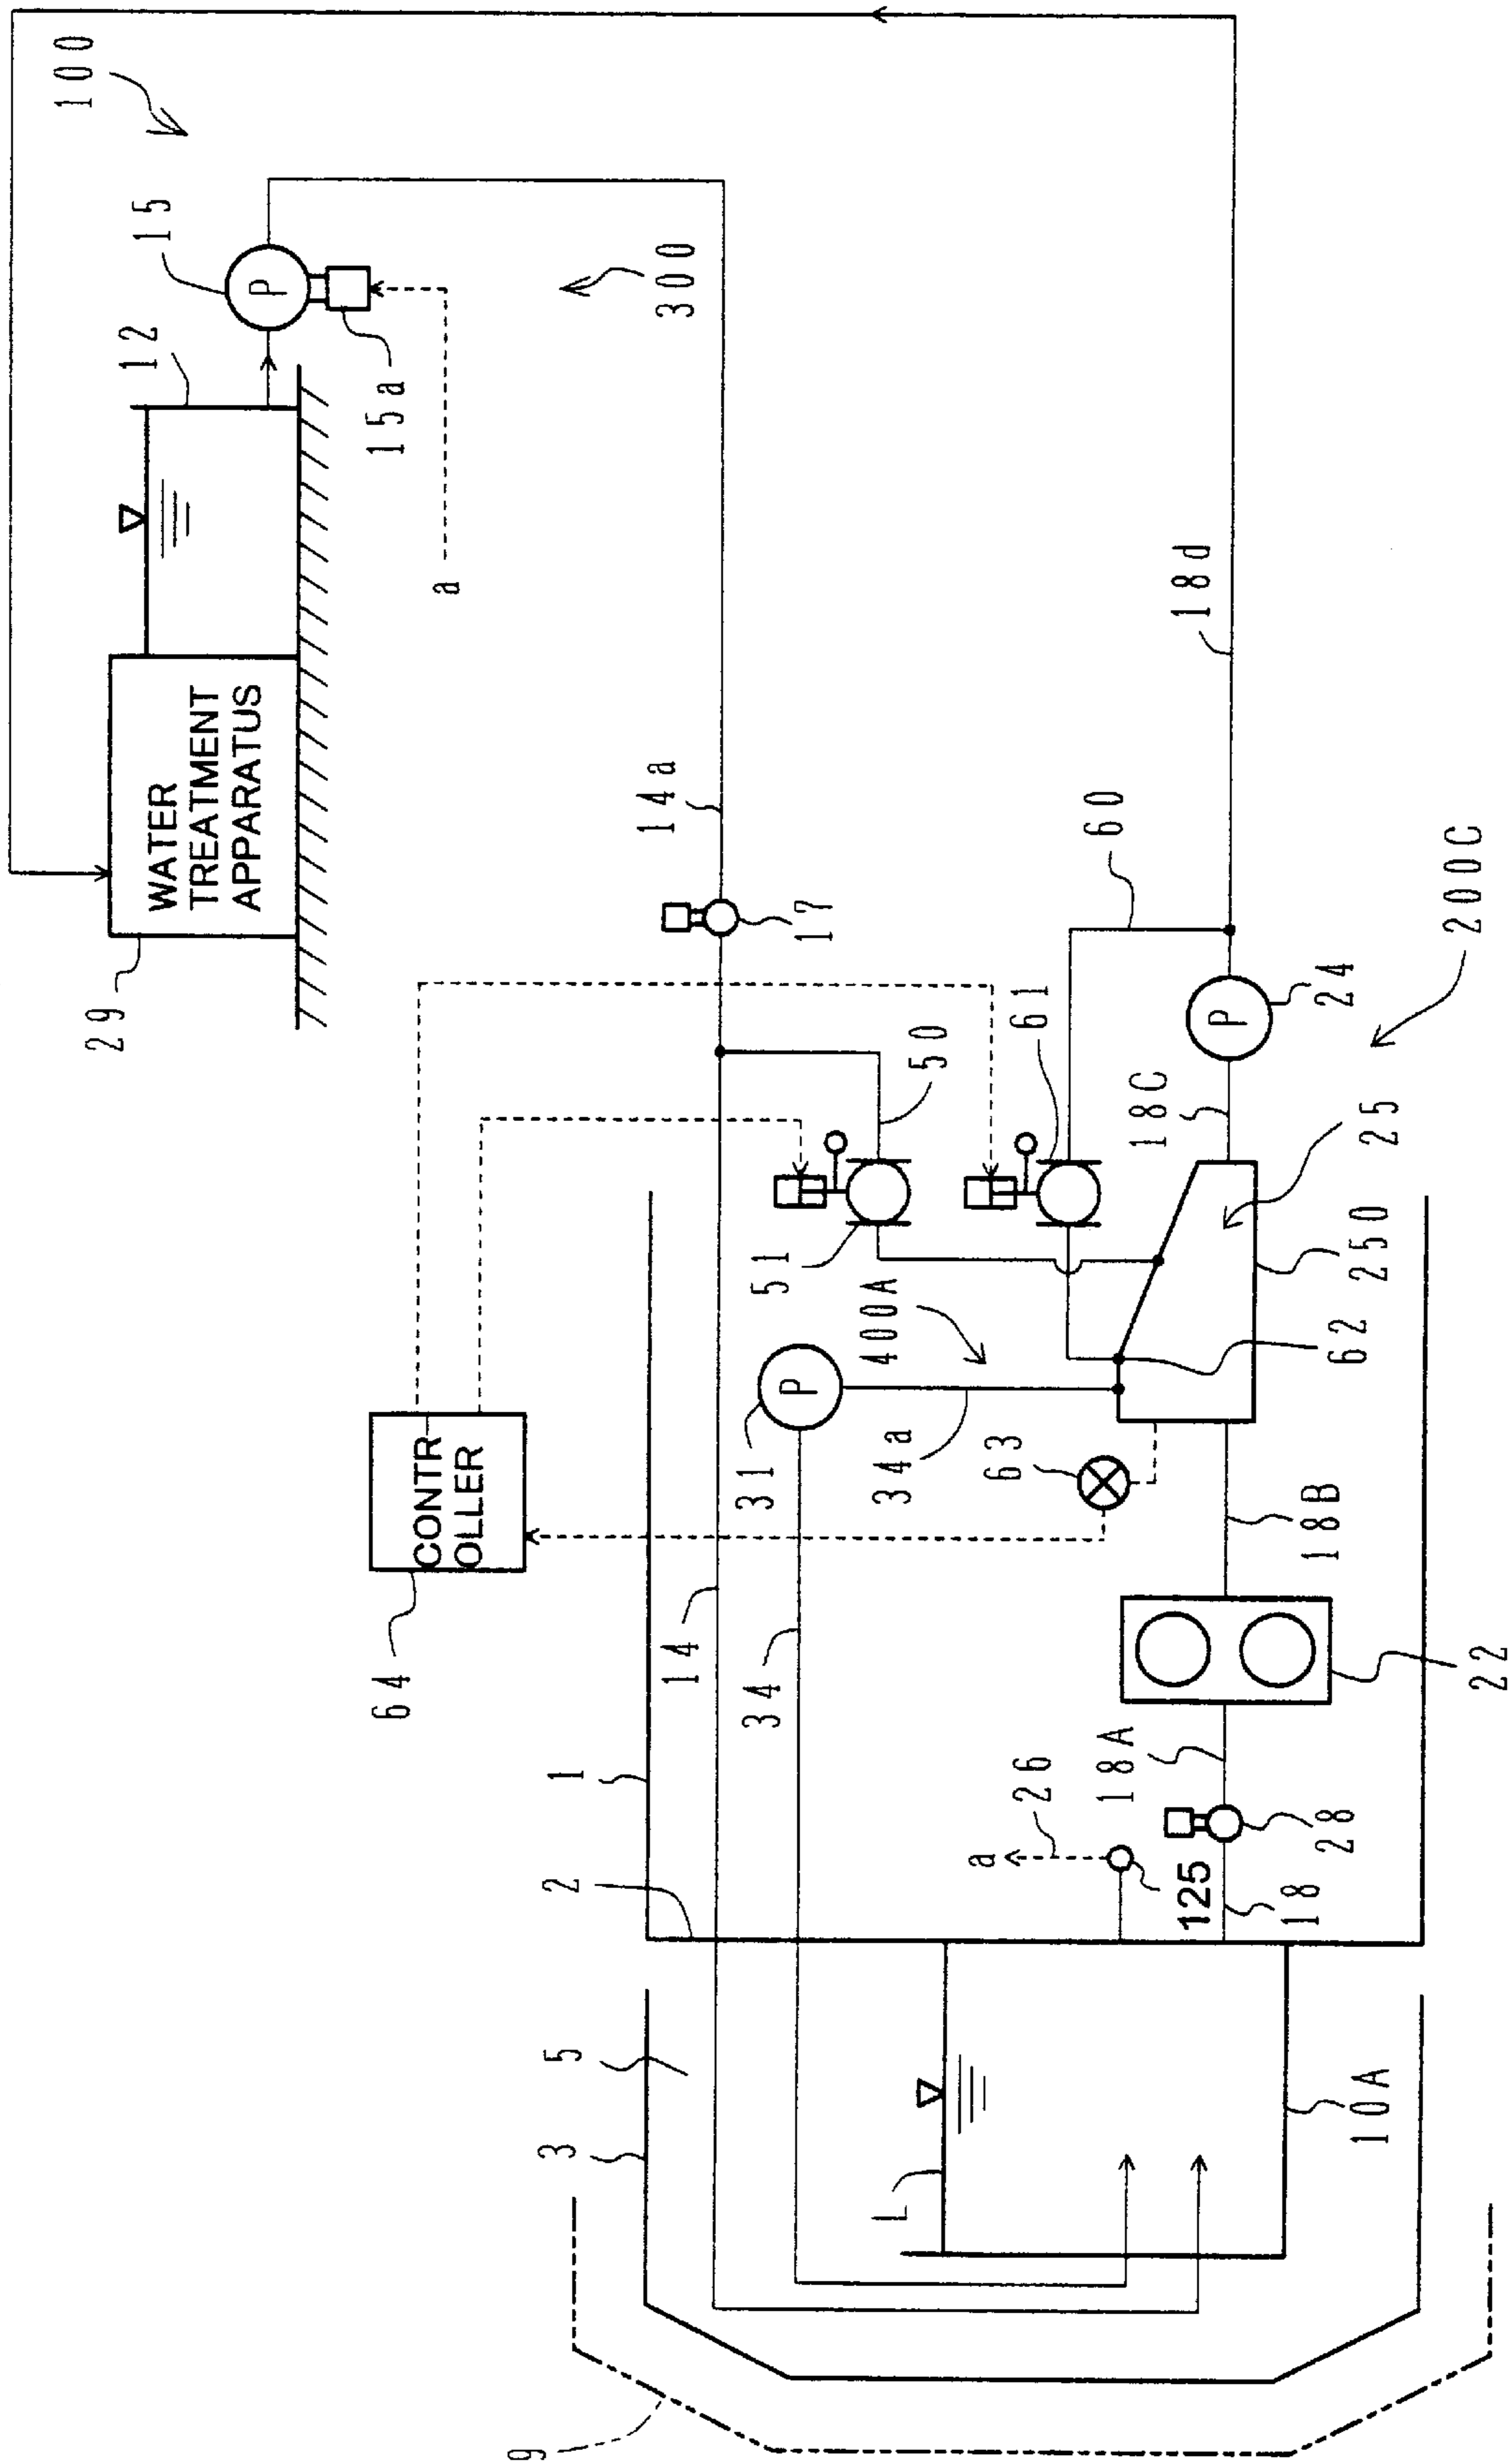 100
15
P
12
15a
a
300
WATER
TREATMENT
APPARATUS
29
14a
17
18d
60
200C
24
P
61
50
18C
25
51
250
400A
62
P
31
34a
63
CONTR
OLLER
64
14
34
18B
22
18A
26
a
28
125
18
1
2
5
3
L
10A
9